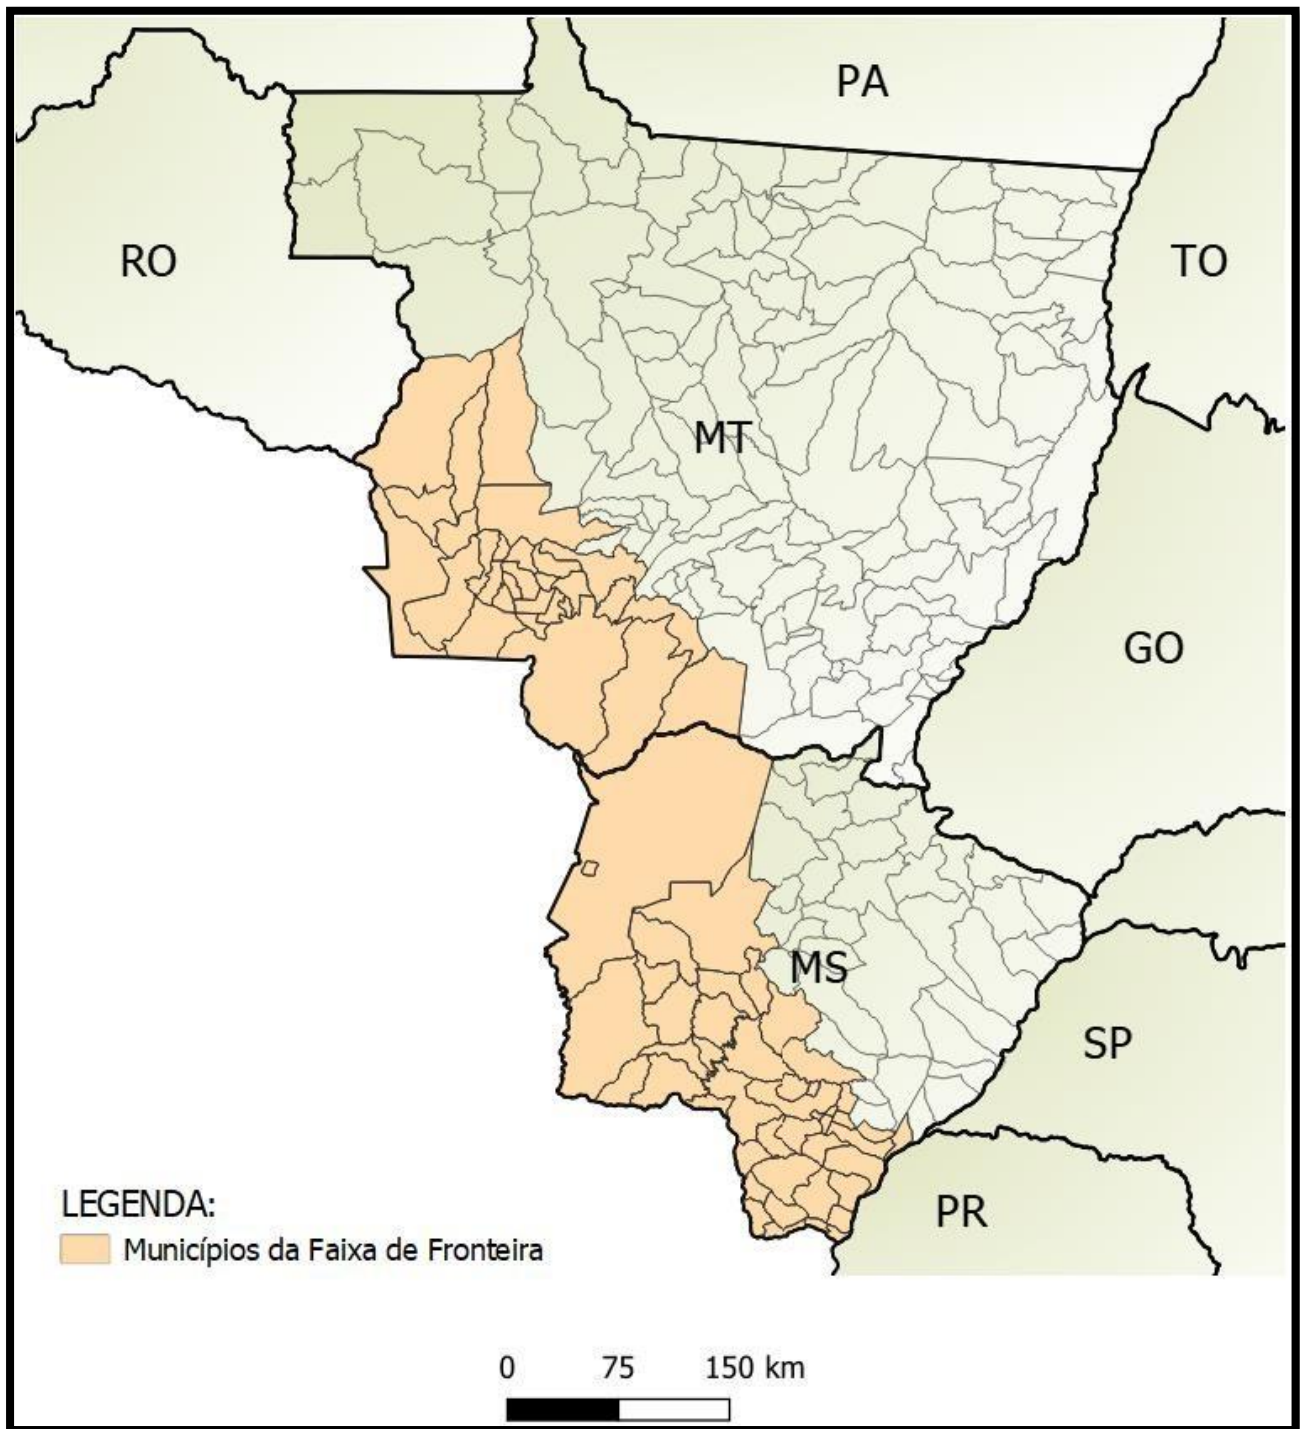 PA
RO
TO
MT
GO
MS
SP
PR
LEGENDA:
Municípios da Faixa de Fronteira
0 75 150 km